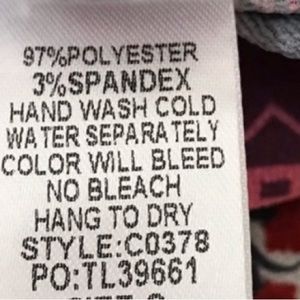 97%POLYESTER
3%SPANDEX
HAND WASH COLD
WATER SEPARATELY
COLOR WILL BLEED
NO BLEACH
HANG TO DRY
STYLE:C0378
PO:TL39661